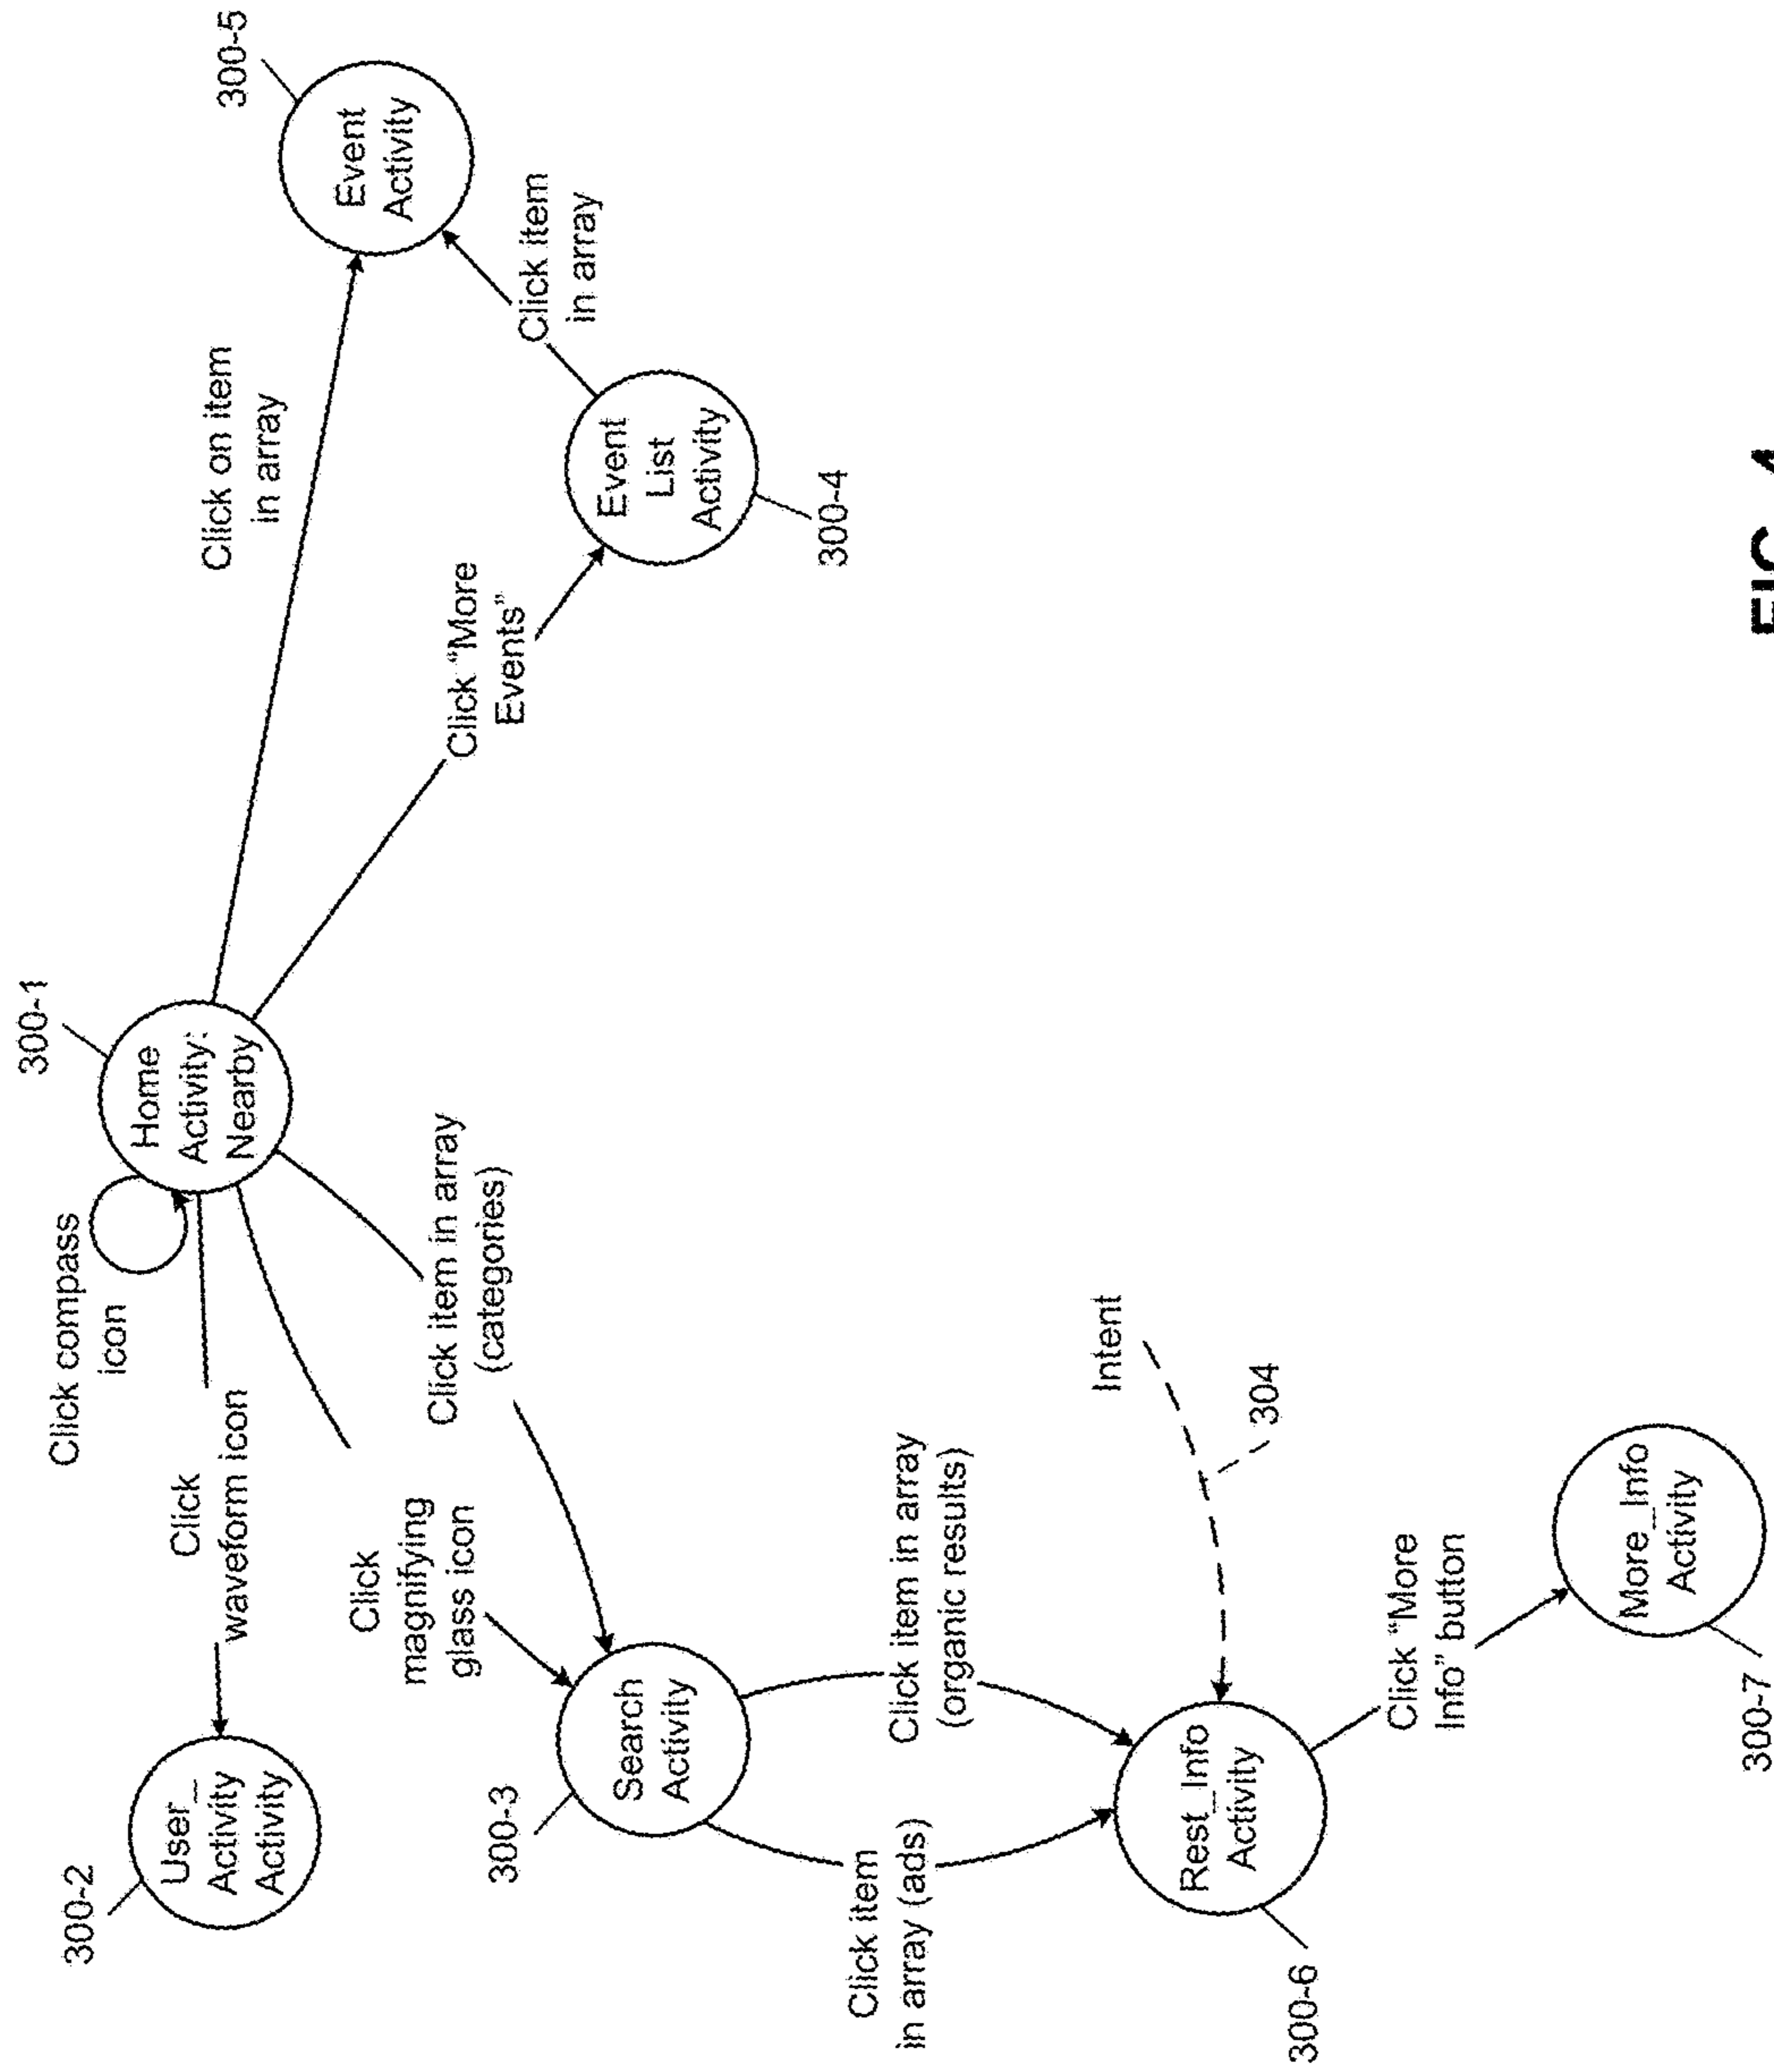 300-1
Home
Activity:
Nearby
Click compass
icon
300-2
User_
Activity
Activity
Click
waveform icon
Click on item
in array
300-5
Event
Activity
Click
magnifying
glass icon
Click item in array
(categories)
Click "More
Events"
Click item
in array
300-3
Search
Activity
Event
List
Activity
300-4
Click item
in array (ads)
Click item in array
(organic results)
Intent
304
300-6
Rest_Info
Activity
Click "More
Info" button
More_Info
Activity
300-7
FIG. 4